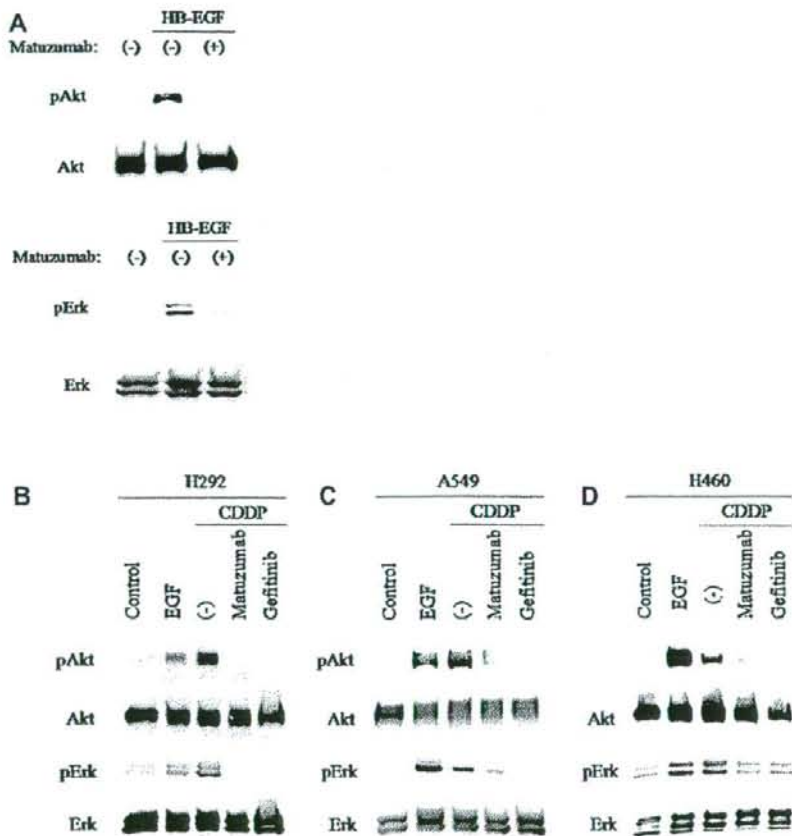 A
HB-EGF
Matuzumab: (-) (-) (+)
pAkt
Akt
HB-EGF
Matuzumab: (-) (-) (+)
pErk
Erk
B H292
CDDP
Control EGF (-) Matuzumab Gefitinib
pAkt
Akt
pErk
Erk
C A549
CDDP
Control EGF (-) Matuzumab Gefitinib
pAkt
Akt
pErk
Erk
D H460
CDDP
Control EGF (-) Matuzumab Gefitinib
pAkt
Akt
pErk
Erk